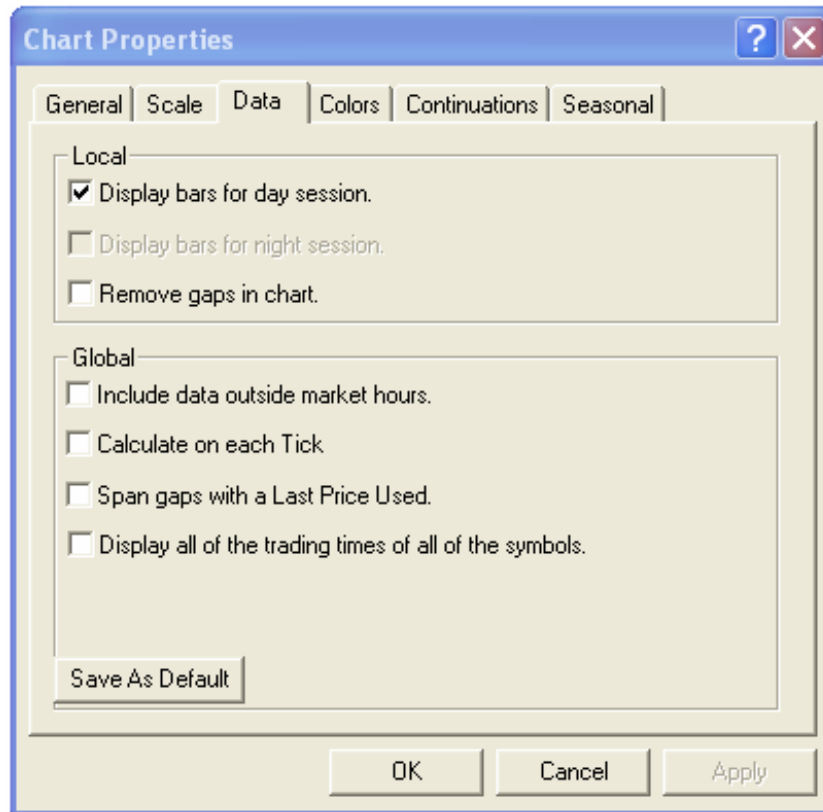 Chart Properties
?
General Scale Data Colors Continuations Seasonal
Local
Display bars for day session.
Display bars for night session.
Remove gaps in chart.
Global
Include data outside market hours.
Calculate on each Tick
Span gaps with a Last Price Used.
Display all of the trading times of all of the symbols.
Save As Default
OK Cancel Apply